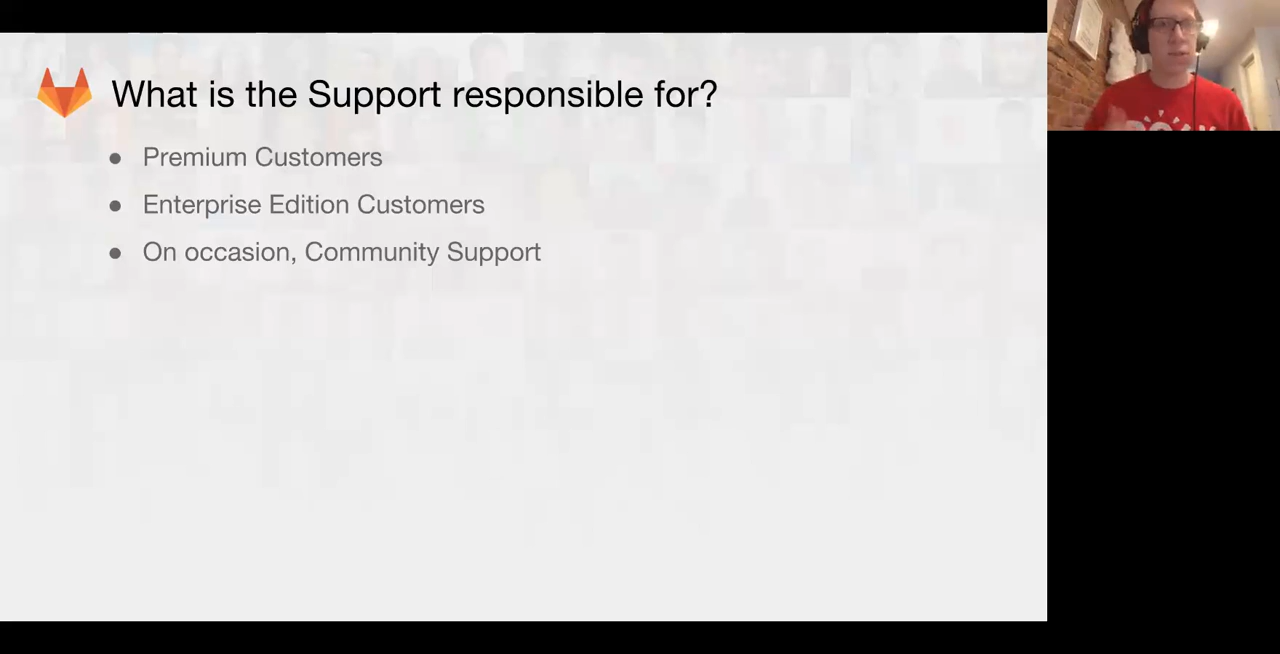 What is the Support responsible for?
● Premium Customers
● Enterprise Edition Customers
● On occasion, Community Support